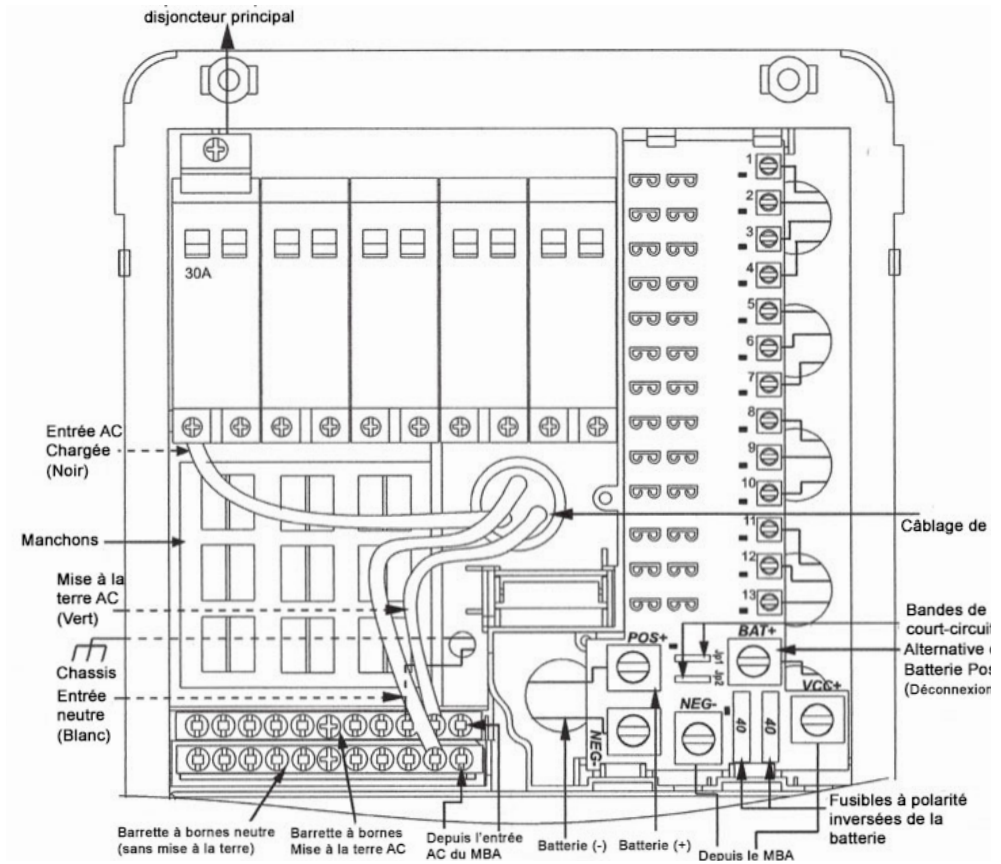 disjoncteur principal
30A
1
2
3
4
5
6
7
8
9
10
11
12
13
Entrée AC
Chargée
(Noir)
Manchons
Mise à la
terre AC
(Vert)
Chassis
Entrée
neutre
(Blanc)
Câblage de
Bandes de
court-circuit
Alternative
Batterie Pos
(Déconnexion
POS+
Jp1
Jp2
BAT+
VCC+
NEG-
NEG-
40
40
Fusibles à polarité
inversées de la
batterie
Barrette à bornes neutre
(sans mise à la terre)
Barrette à bornes
Mise à la terre AC
Depuis l'entrée
AC du MBA
Batterie (-)
Batterie (+)
Depuis le MBA